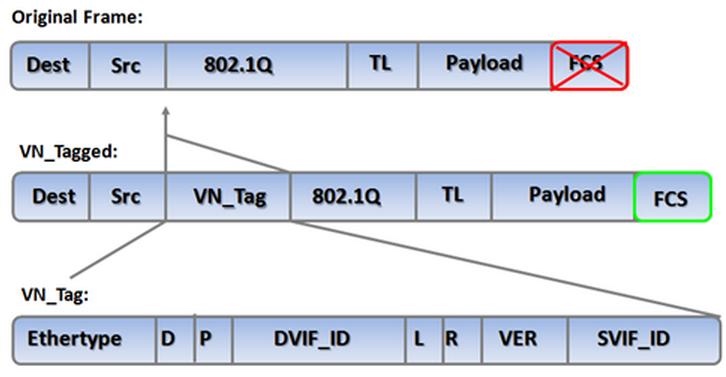 Original Frame:
Dest Src 802.1Q TL Payload FCS
VN_Tagged:
Dest Src VN_Tag 802.1Q TL Payload FCS
VN_Tag:
Ethertype D P DVIF_ID L R VER SVIF_ID